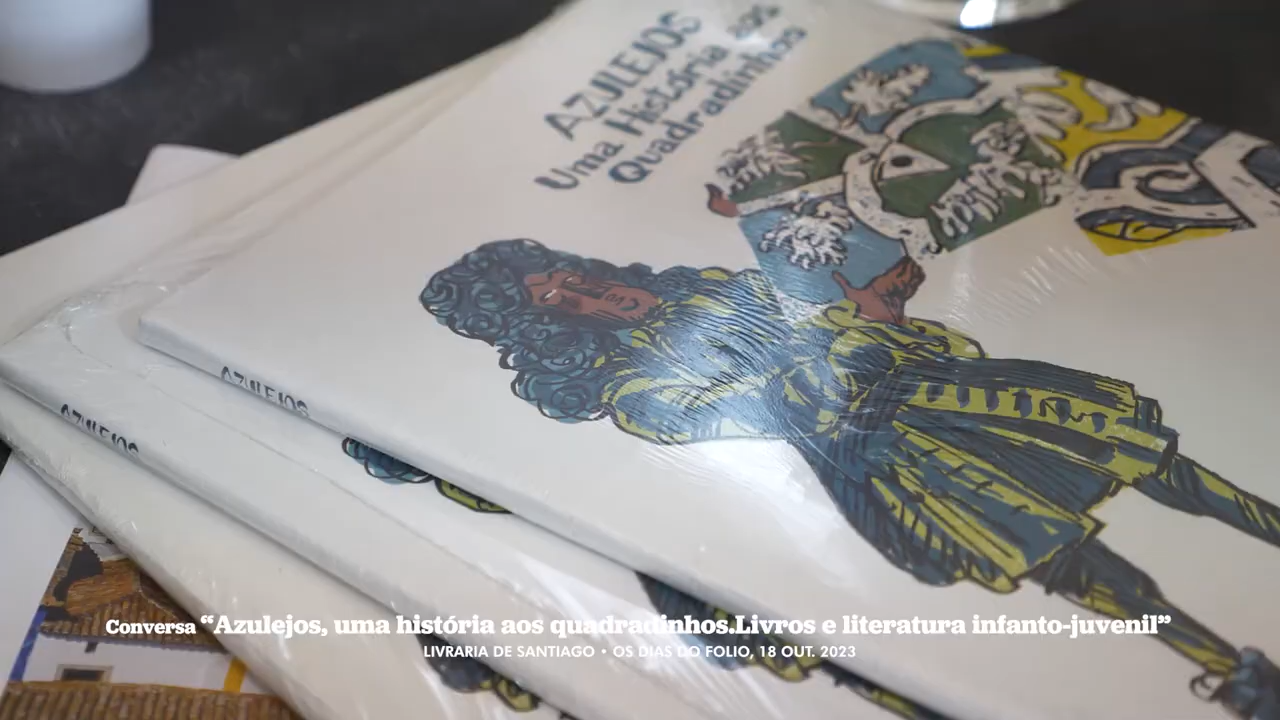 AZULEJOS
Uma História aos
Quadradinhos
AZULEJOS
AZULEJOS
Conversa “Azulejos, uma história aos quadradinhos.Livros e literatura infanto-juvenil”
LIVRARIA DE SANTIAGO • OS DIAS DO FOLIO, 18 OUT. 2023